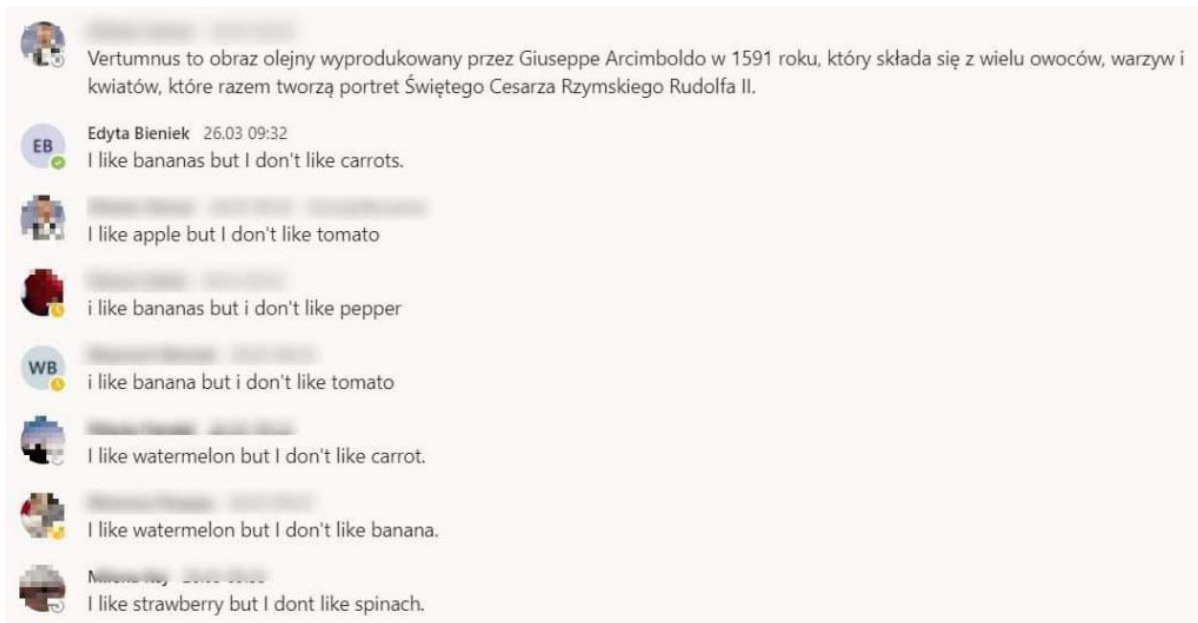 Vertumnus to obraz olejny wyprodukowany przez Giuseppe Arcimboldo w 1591 roku, który składa się z wielu owoców, warzyw i
kwiatów, które razem tworzą portret Świętego Cesarza Rzymskiego Rudolfa II.
EB
Edyta Bieniek 26.03 09:32
I like bananas but I don't like carrots.
I like apple but I don't like tomato
i like bananas but i don't like pepper
WB
i like banana but i don't like tomato
I like watermelon but I don't like carrot.
I like watermelon but I don't like banana.
I like strawberry but I dont like spinach.